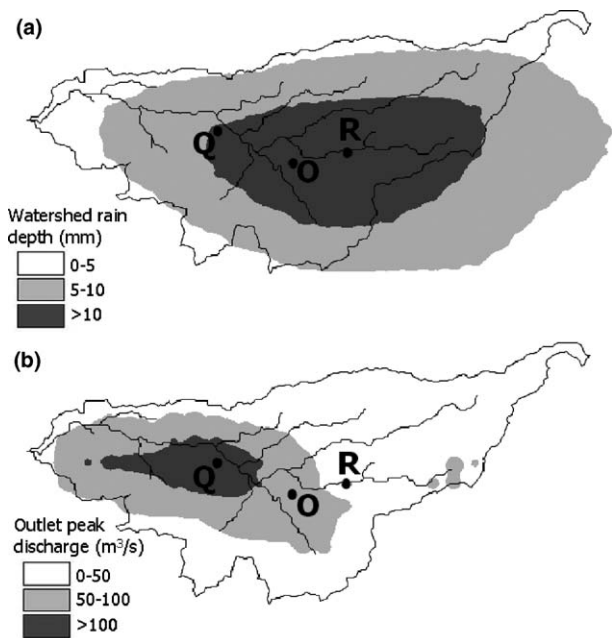 (a)
R
Q
O
Watershed rain
depth (mm)
0-5
5-10
>10
(b)
R
Q
O
Outlet peak
discharge (m³/s)
0-50
50-100
>100